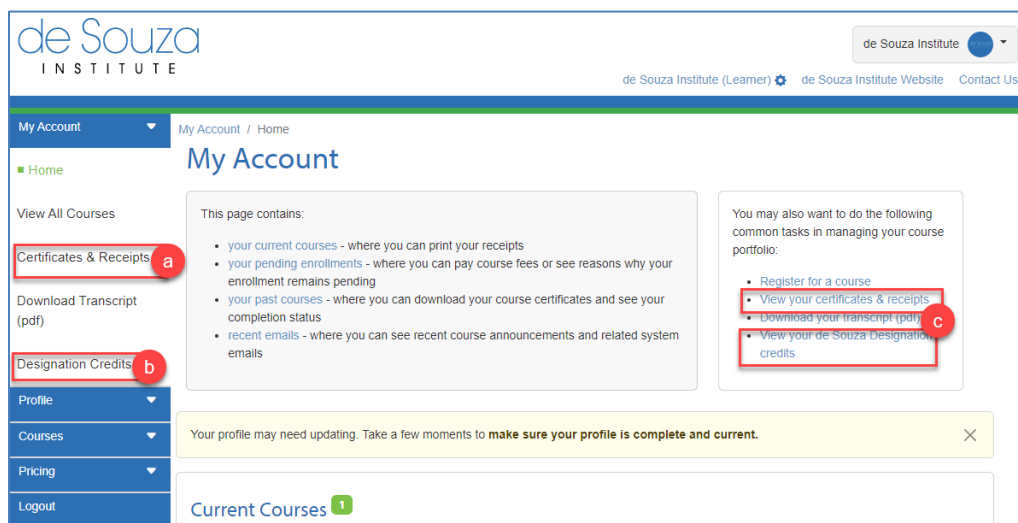 de Souza
INSTITUTE
de Souza Institute
de Souza Institute (Learner) de Souza Institute Website Contact Us
My Account
Home
View All Courses
Certificates & Receipts
a
Download Transcript
(pdf)
Designation Credits
b
Profile
Courses
Pricing
Logout
My Account / Home
My Account
This page contains:
• your current courses - where you can print your receipts
• your pending enrollments - where you can pay course fees or see reasons why your
enrollment remains pending
• your past courses - where you can download your course certificates and see your
completion status
• recent emails - where you can see recent course announcements and related system
emails
You may also want to do the following
common tasks in managing your course
portfolio:
• Register for a course
• View your certificates & receipts
• Download your transcript (pdf)
c
• View your de Souza Designation
credits
Your profile may need updating. Take a few moments to make sure your profile is complete and current.
Current Courses 1